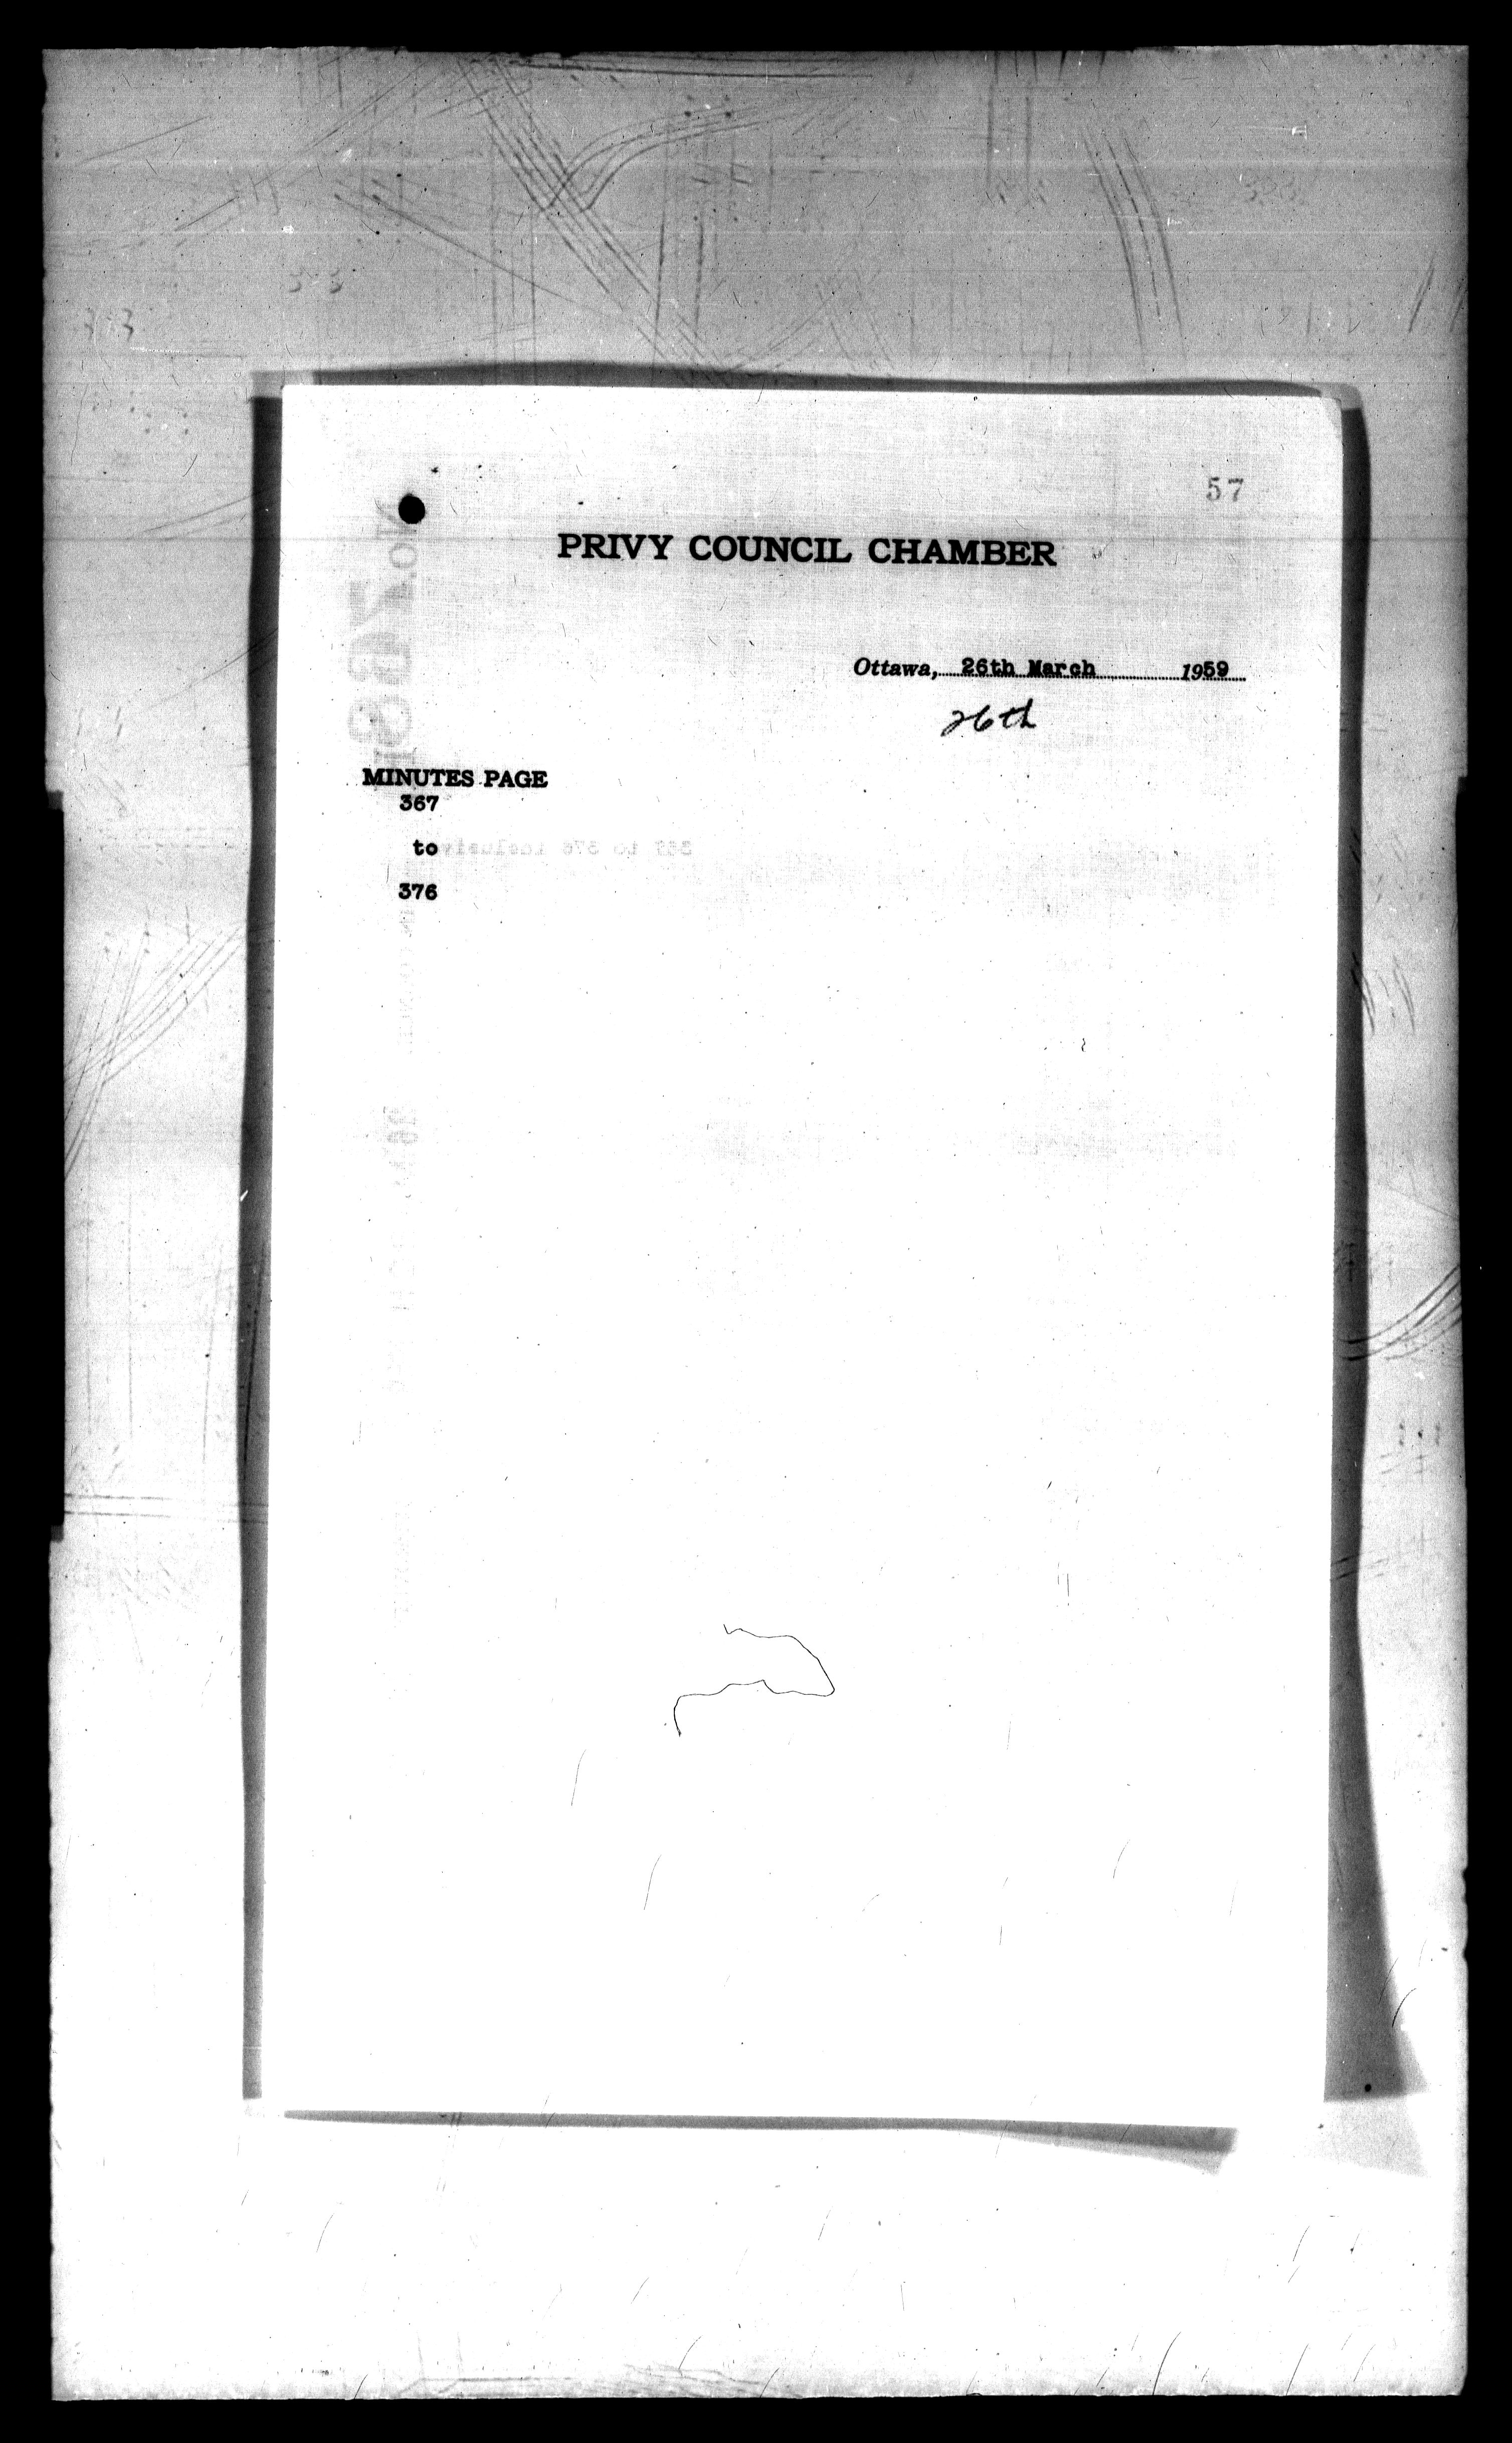 57
PRIVY COUNCIL CHAMBER
Ottawa, 26th March 1959
26th
MINUTES PAGE
367
to
376